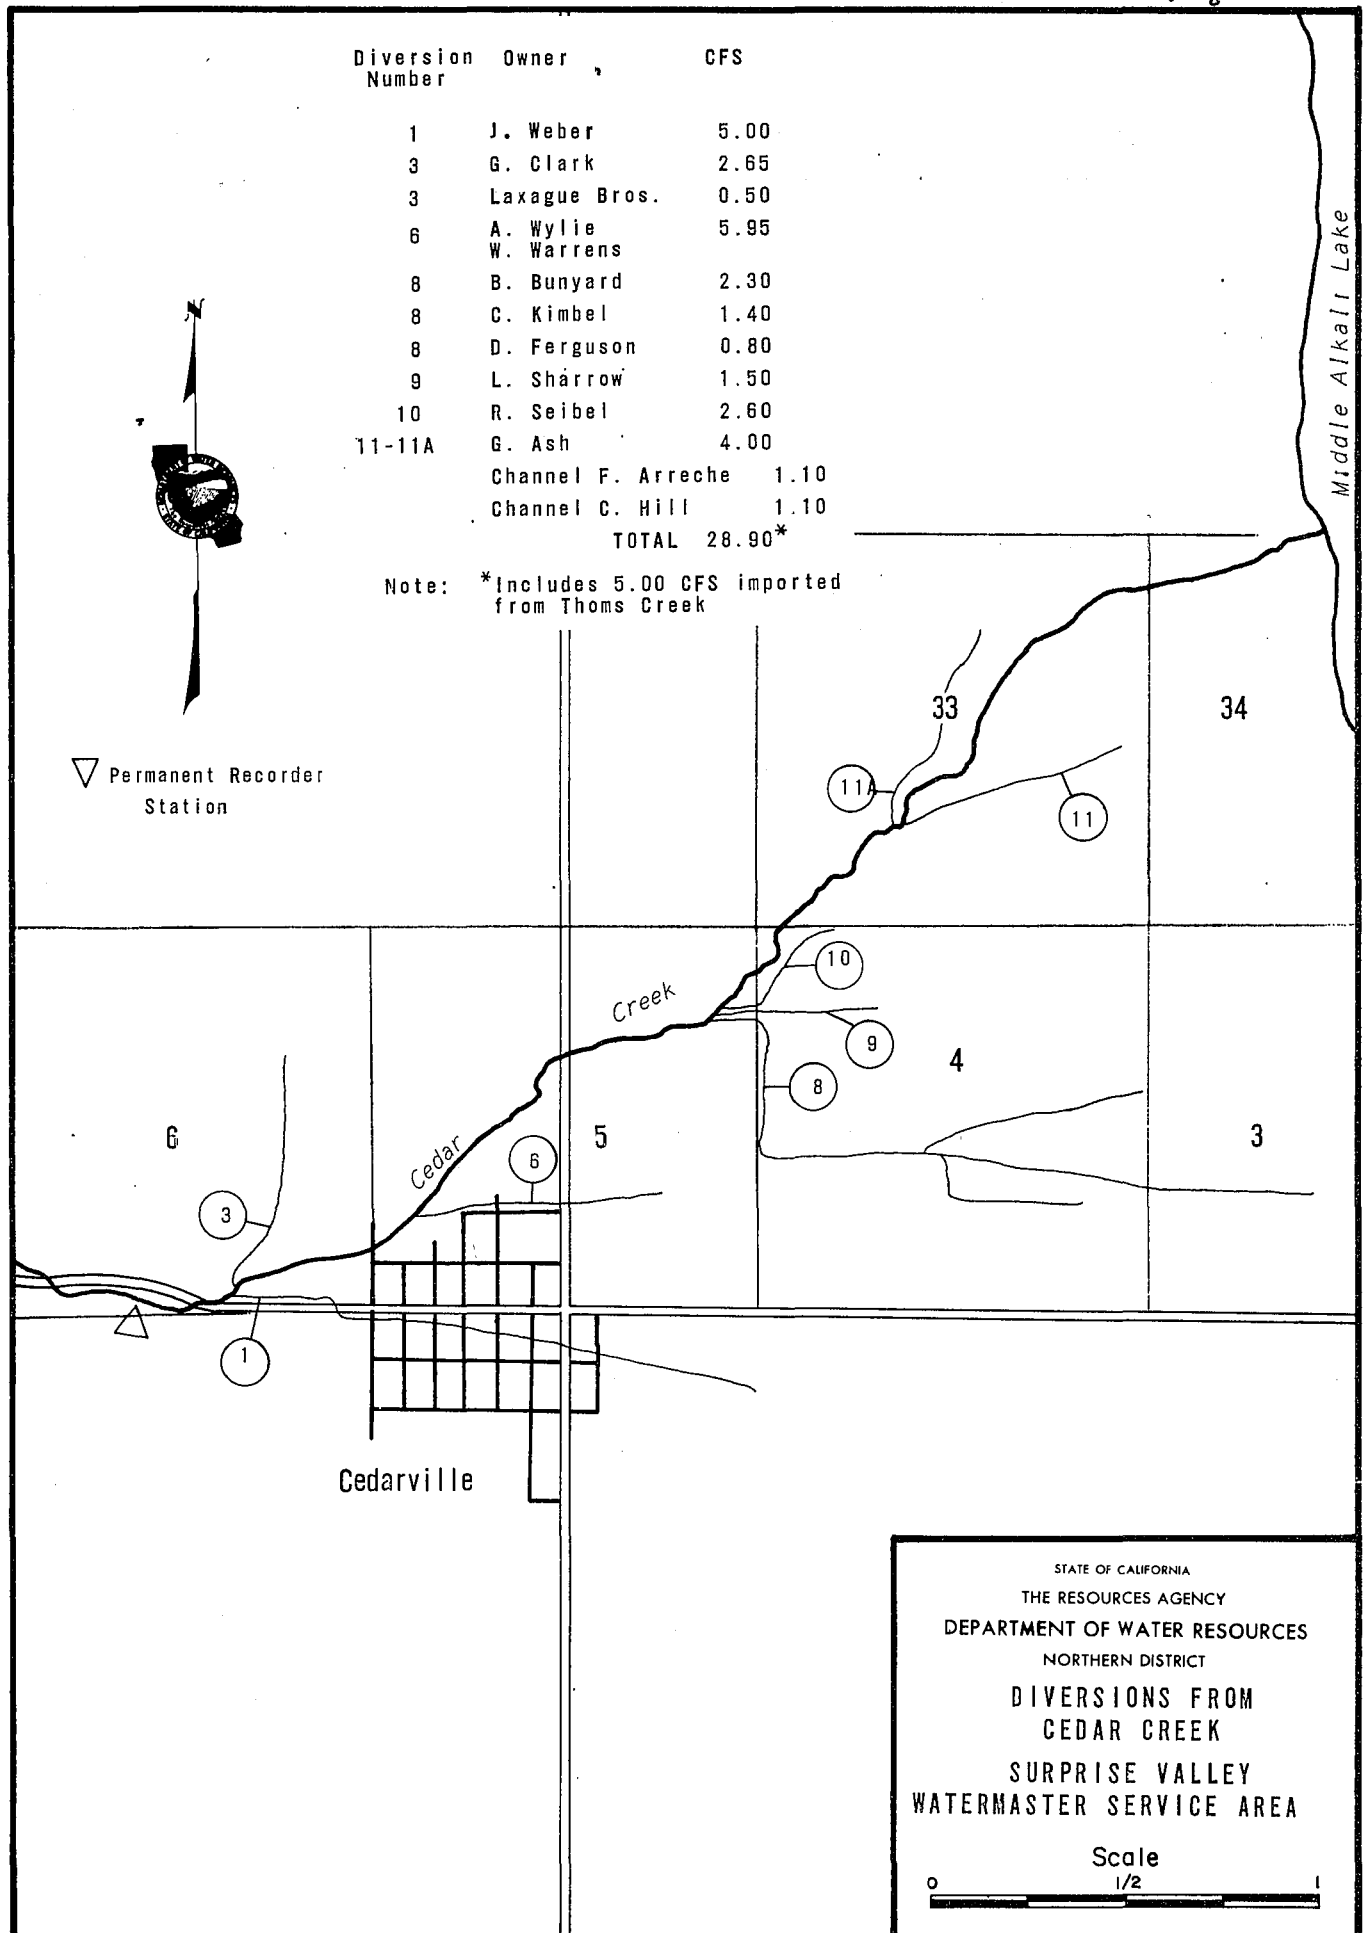 Diversion Number Owner CFS
1 J. Weber 5.00
3 G. Clark 2.65
3 Laxague Bros. 0.50
6 A. Wylie 5.95
W. Warrens
8 B. Bunyard 2.30
8 C. Kimbel 1.40
8 D. Ferguson 0.80
9 L. Sharrow 1.50
10 R. Seibel 2.60
11-11A G. Ash 4.00
Channel F. Arreche 1.10
Channel C. Hill 1.10
TOTAL 28.90*
Note: *Includes 5.00 CFS imported
from Thoms Creek
N
Middle Alkali Lake
Permanent Recorder
Station
33
34
11A
11
10
Creek
9
4
8
6
5
3
Cedar
6
3
1
Cedarville
STATE OF CALIFORNIA
THE RESOURCES AGENCY
DEPARTMENT OF WATER RESOURCES
NORTHERN DISTRICT
DIVERSIONS FROM
CEDAR CREEK
SURPRISE VALLEY
WATERMASTER SERVICE AREA
Scale
0 1/2 1